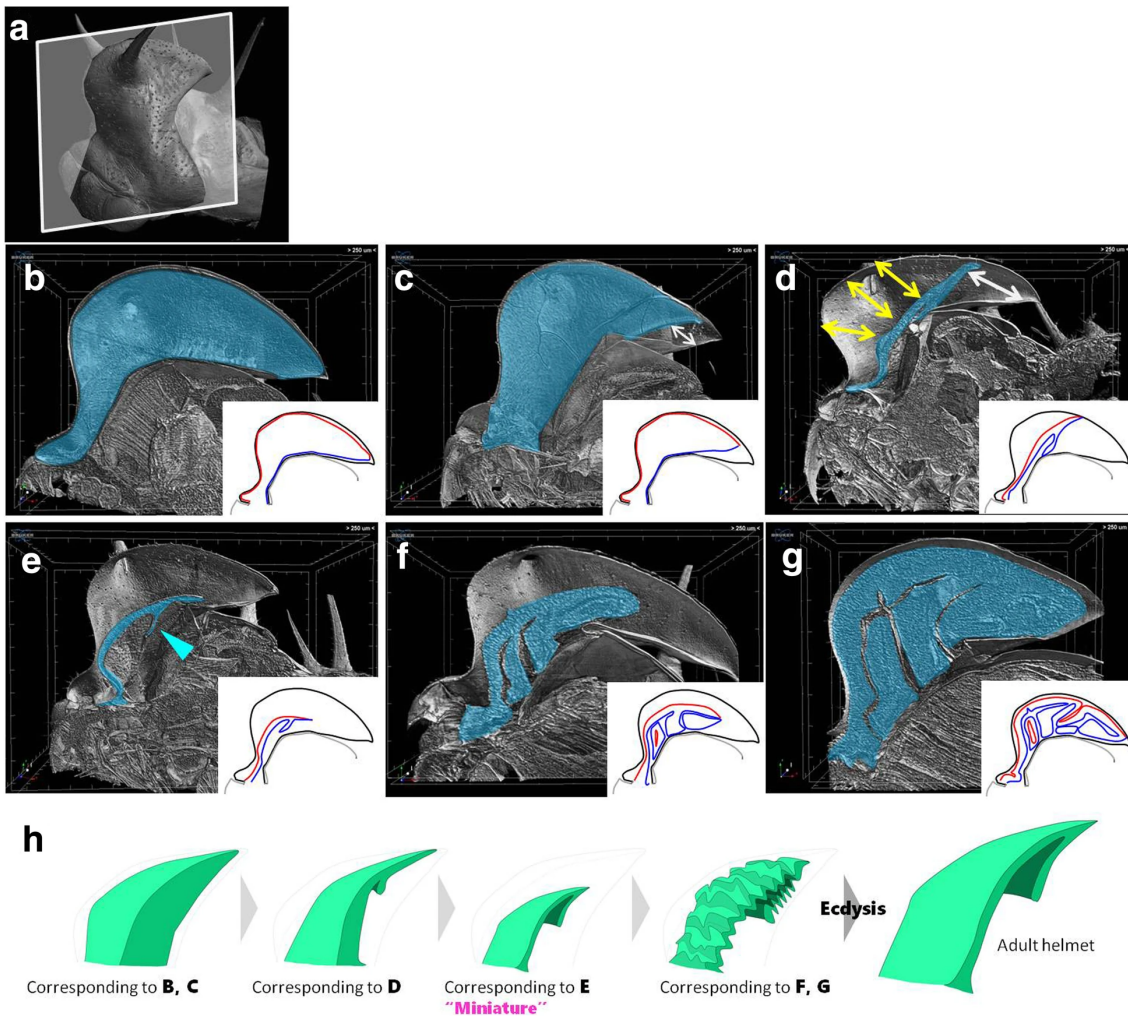 a
b
> 250 um <
c
> 250 um <
d
> 250 um <
e
> 250 um <
f
> 250 um <
g
> 250 um <
h
Ecdysis
Adult helmet
Corresponding to B, C
Corresponding to D
Corresponding to E
"Miniature"
Corresponding to F, G